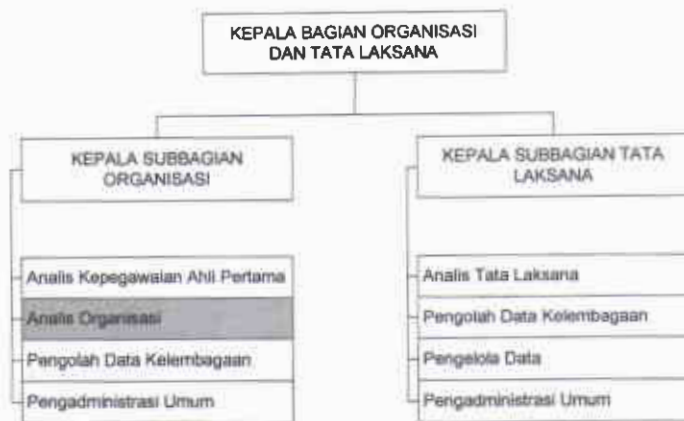 KEPALA BAGIAN ORGANISASI
DAN TATA LAKSANA
KEPALA SUBBAGIAN
ORGANISASI
KEPALA SUBBAGIAN TATA
LAKSANA
Analis Kepegawaian Ahli Pertama
Analis Organisasi
Pengolah Data Kelembagaan
Pengadministrasi Umum
Analis Tata Laksana
Pengolah Data Kelembagaan
Pengelola Data
Pengadministrasi Umum